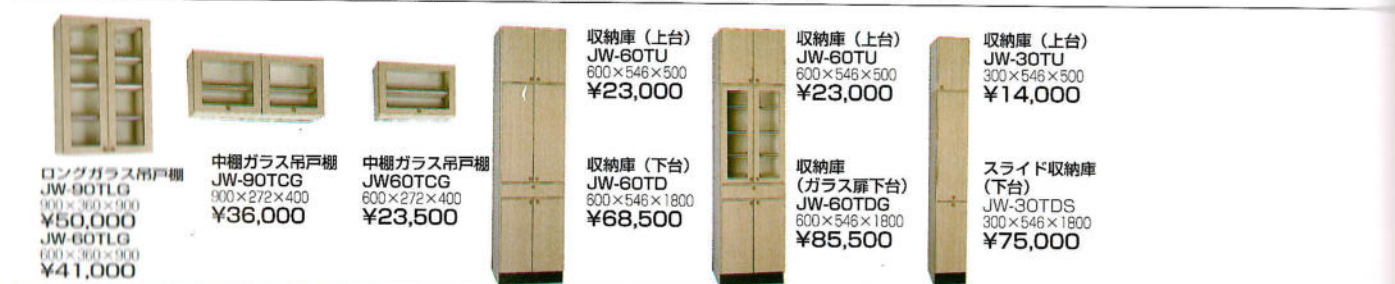 ロングガラス吊戸棚
JW-90TLG
900×360×900
¥50,000
JW-60TLG
600×360×900
¥41,000
中棚ガラス吊戸棚
JW-90TCG
900×272×400
¥36,000
中棚ガラス吊戸棚
JW60TCG
600×272×400
¥23,500
収納庫（上台）
JW-60TU
600×546×500
¥23,000
収納庫（下台）
JW-60TD
600×546×1800
¥68,500
収納庫（上台）
JW-60TU
600×546×500
¥23,000
収納庫
（ガラス扉下台）
JW-60TDG
600×546×1800
¥85,500
収納庫（上台）
JW-30TU
300×546×500
¥14,000
スライド収納庫
（下台）
JW-30TDS
300×546×1800
¥75,000